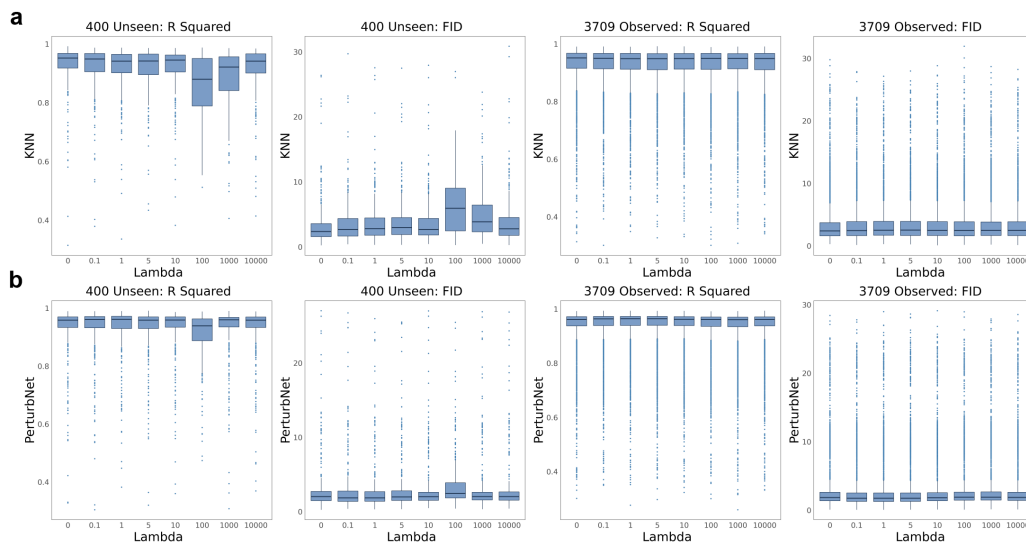 a
400 Unseen: R Squared
400 Unseen: FID
3709 Observed: R Squared
3709 Observed: FID
KNN
1
0.8
0.6
0.4
0 0.1 1 5 10 100 1000 10000
Lambda
KNN
30
20
10
0
0 0.1 1 5 10 100 1000 10000
Lambda
KNN
1
0.8
0.6
0.4
0 0.1 1 5 10 100 1000 10000
Lambda
KNN
30
20
10
0
0 0.1 1 5 10 100 1000 10000
Lambda
b
400 Unseen: R Squared
400 Unseen: FID
3709 Observed: R Squared
3709 Observed: FID
PerturbNet
1
0.8
0.6
0.4
0 0.1 1 5 10 100 1000 10000
Lambda
PerturbNet
20
10
0
0 0.1 1 5 10 100 1000 10000
Lambda
PerturbNet
1
0.8
0.6
0.4
0 0.1 1 5 10 100 1000 10000
Lambda
PerturbNet
30
20
10
0
0 0.1 1 5 10 100 1000 10000
Lambda